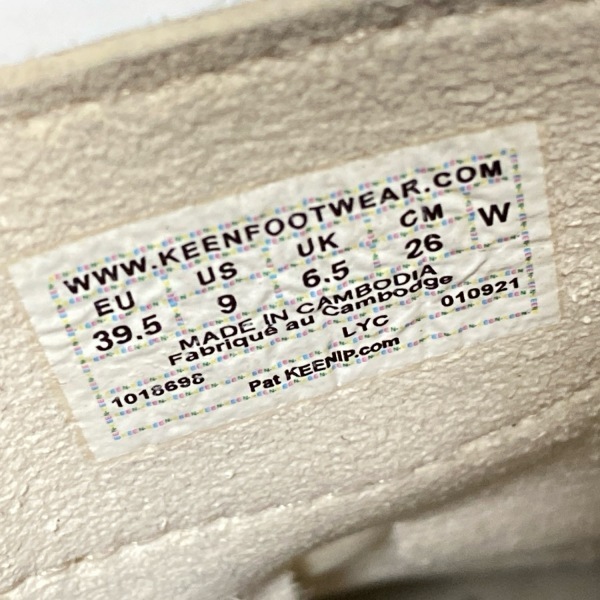 WWW.KEENFOOTWEAR.COM
EU US UK CM W
39.5 9 6.5 26
MADE IN CAMBODIA
Fabriqué au Cambodge
1018698 LYC 010921
Pat KEENIP.com